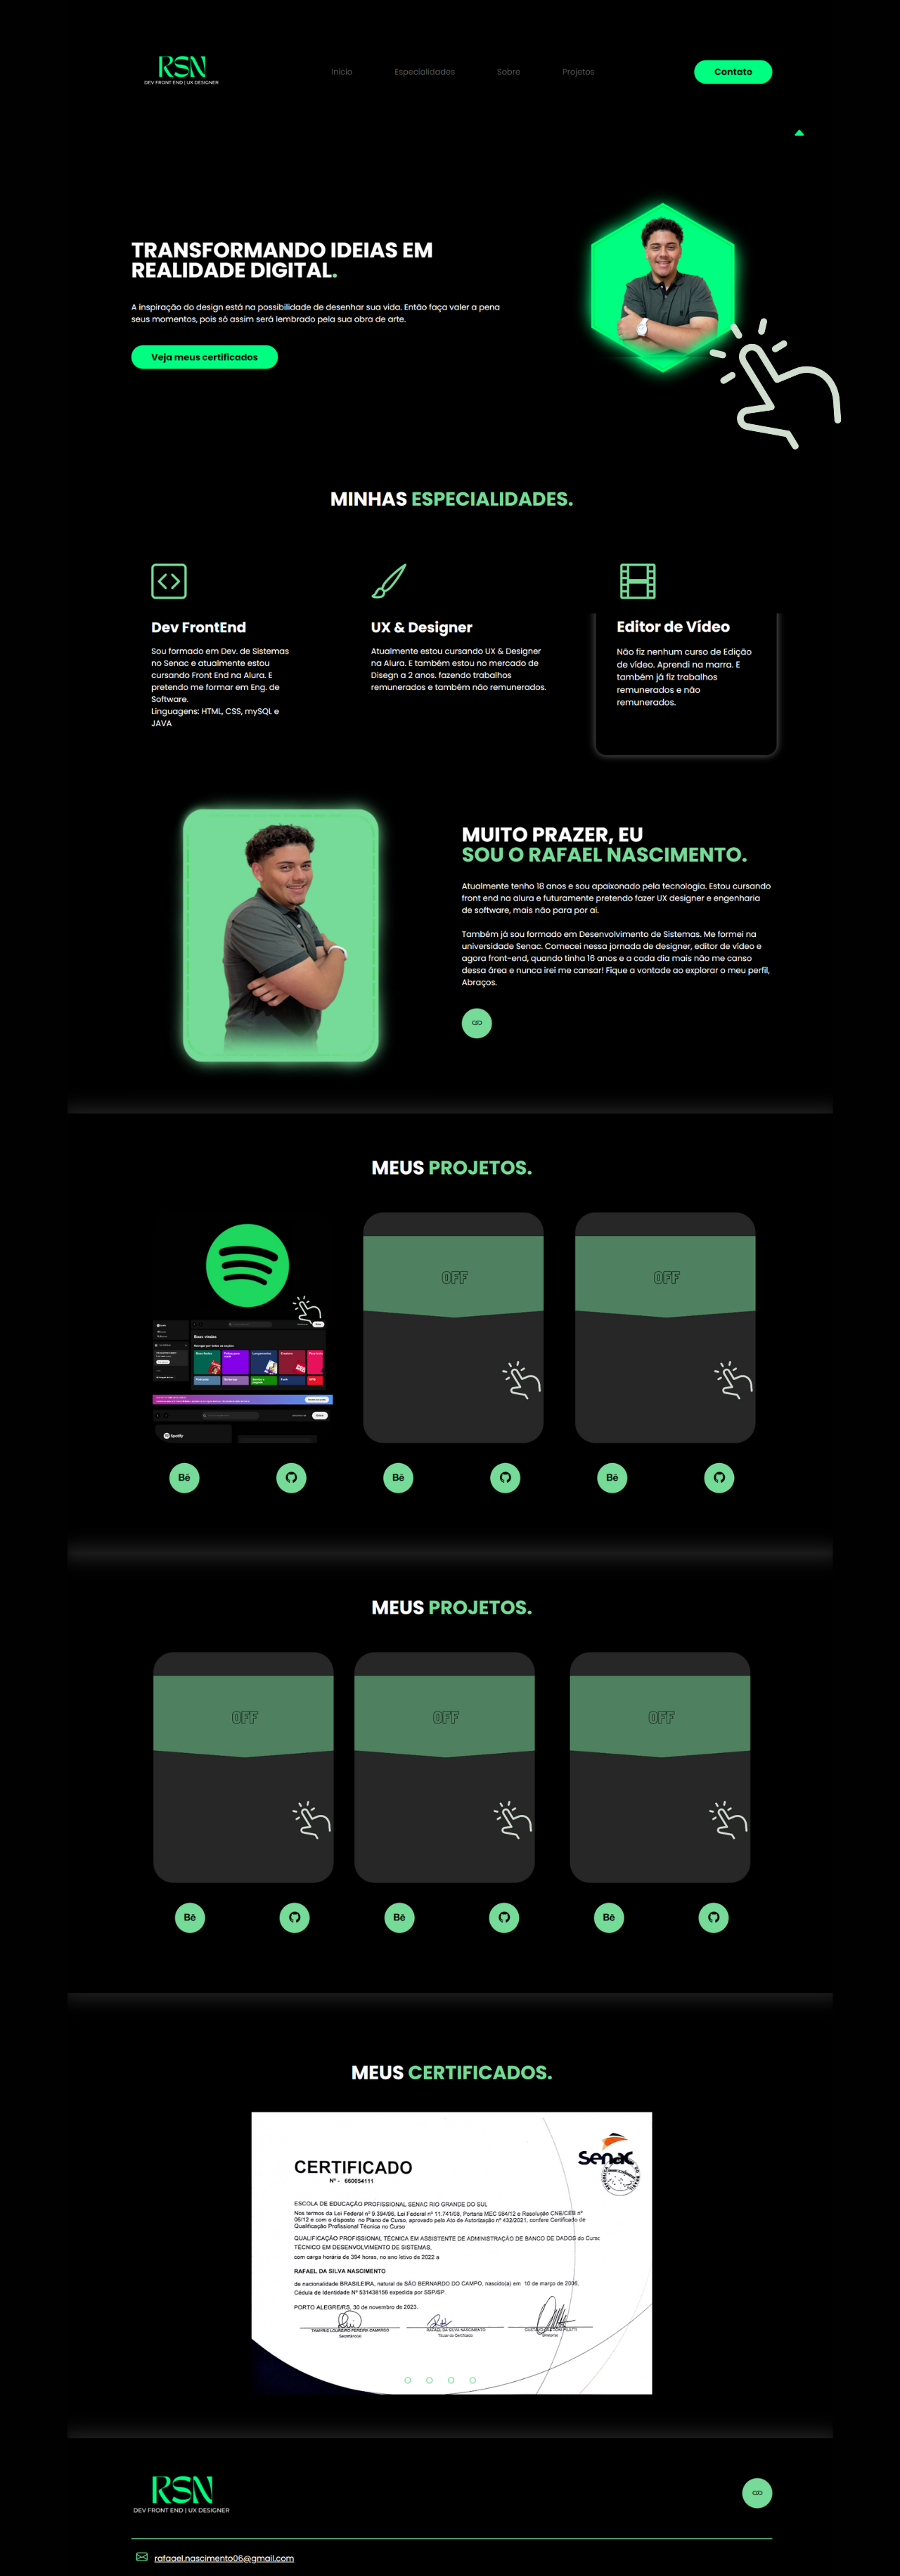 RSN
DEV FRONT END | UX DESIGNER
Inicio
Especialidades
Sobre
Projetos
Contato
TRANSFORMANDO IDEIAS EM
REALIDADE DIGITAL.
A inspiração do design está na possibilidade de desenhar sua vida. Então faça valer a pena
seus momentos, pois só assim será lembrado pela sua obra de arte.
Veja meus certificados
MINHAS ESPECIALIDADES.
Dev FrontEnd
Sou formado em Dev. de Sistemas
no Senac e atualmente estou
cursando Front End na Alura. E
pretendo me formar em Eng. de
Software.
Linguagens: HTML, CSS, mySQL e
JAVA
UX & Designer
Atualmente estou cursando UX & Designer
na Alura. E também estou no mercado de
Disegn a 2 anos. fazendo trabalhos
remunerados e também não remunerados.
Editor de Vídeo
Não fiz nenhum curso de Edição
de vídeo. Aprendi na marra. E
também já fiz trabalhos
remunerados e não
remunerados.
MUITO PRAZER, EU
SOU O RAFAEL NASCIMENTO.
Atualmente tenho 18 anos e sou apaixonado pela tecnologia. Estou cursando
front end na alura e futuramente pretendo fazer UX designer e engenharia
de software, mais não para por aí.
Também já sou formado em Desenvolvimento de Sistemas. Me formei na
universidade Senac. Comecei nessa jornada de designer, editor de video e
agora front-end, quando tinha 16 anos e a cada dia mais não me canso
dessa área e nunca irei me cansar! Fique a vontade ao explorar o meu perfil,
Abraços.
MEUS PROJETOS.
Boas vindas
Spotify
OFF
OFF
Bē
Bē
Bē
MEUS PROJETOS.
OFF
OFF
OFF
Bē
Bē
Bē
MEUS CERTIFICADOS.
Senac
CERTIFICADO
Nº - 660054111
ESCOLA DE EDUCAÇÃO PROFISSIONAL SENAC RIO GRANDE DO SUL
Nos termos da Lei Federal nº 9.394/96, Lei Federal nº 11.741/08, Portaria MEC 984/12 e Resolução CNE/CEB nº
06/12 e com o disposto no Plano de Curso, aprovado pelo Ato de Autorização nº 432/2021, confere Certificado de
Qualificação Profissional Técnica no Curso
QUALIFICAÇÃO PROFISSIONAL TÉCNICA EM ASSISTENTE DE ADMINISTRAÇÃO DE BANCO DE DADOS do Curso
TÉCNICO EM DESENVOLVIMENTO DE SISTEMAS,
com carga horária de 394 horas, no ano letivo de 2022 a
RAFAEL DA SILVA NASCIMENTO
de nacionalidade BRASILEIRA, natural de SÃO BERNARDO DO CAMPO, nascido(a) em 10 de março de 2006,
Cédula de Identidade Nº 531438156 expedida por SSP/SP
PORTO ALEGRE/RS, 30 de novembro de 2023.
RAFAEL DA SILVA NASCIMENTO
Titular do Certificado
RSN
DEV FRONT END | UX DESIGNER
rafaael.nascimento06@gmail.com